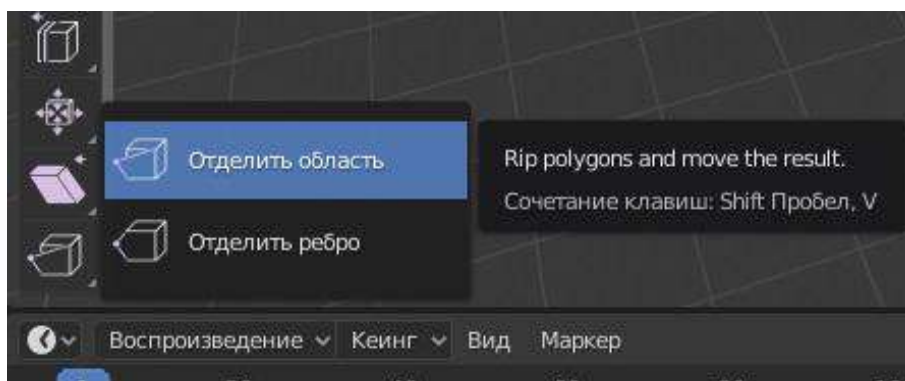 Отделить область
Rip polygons and move the result.
Сочетание клавиш: Shift Пробел, V
Отделить ребро
Воспроизведение Кеинг Вид Маркер